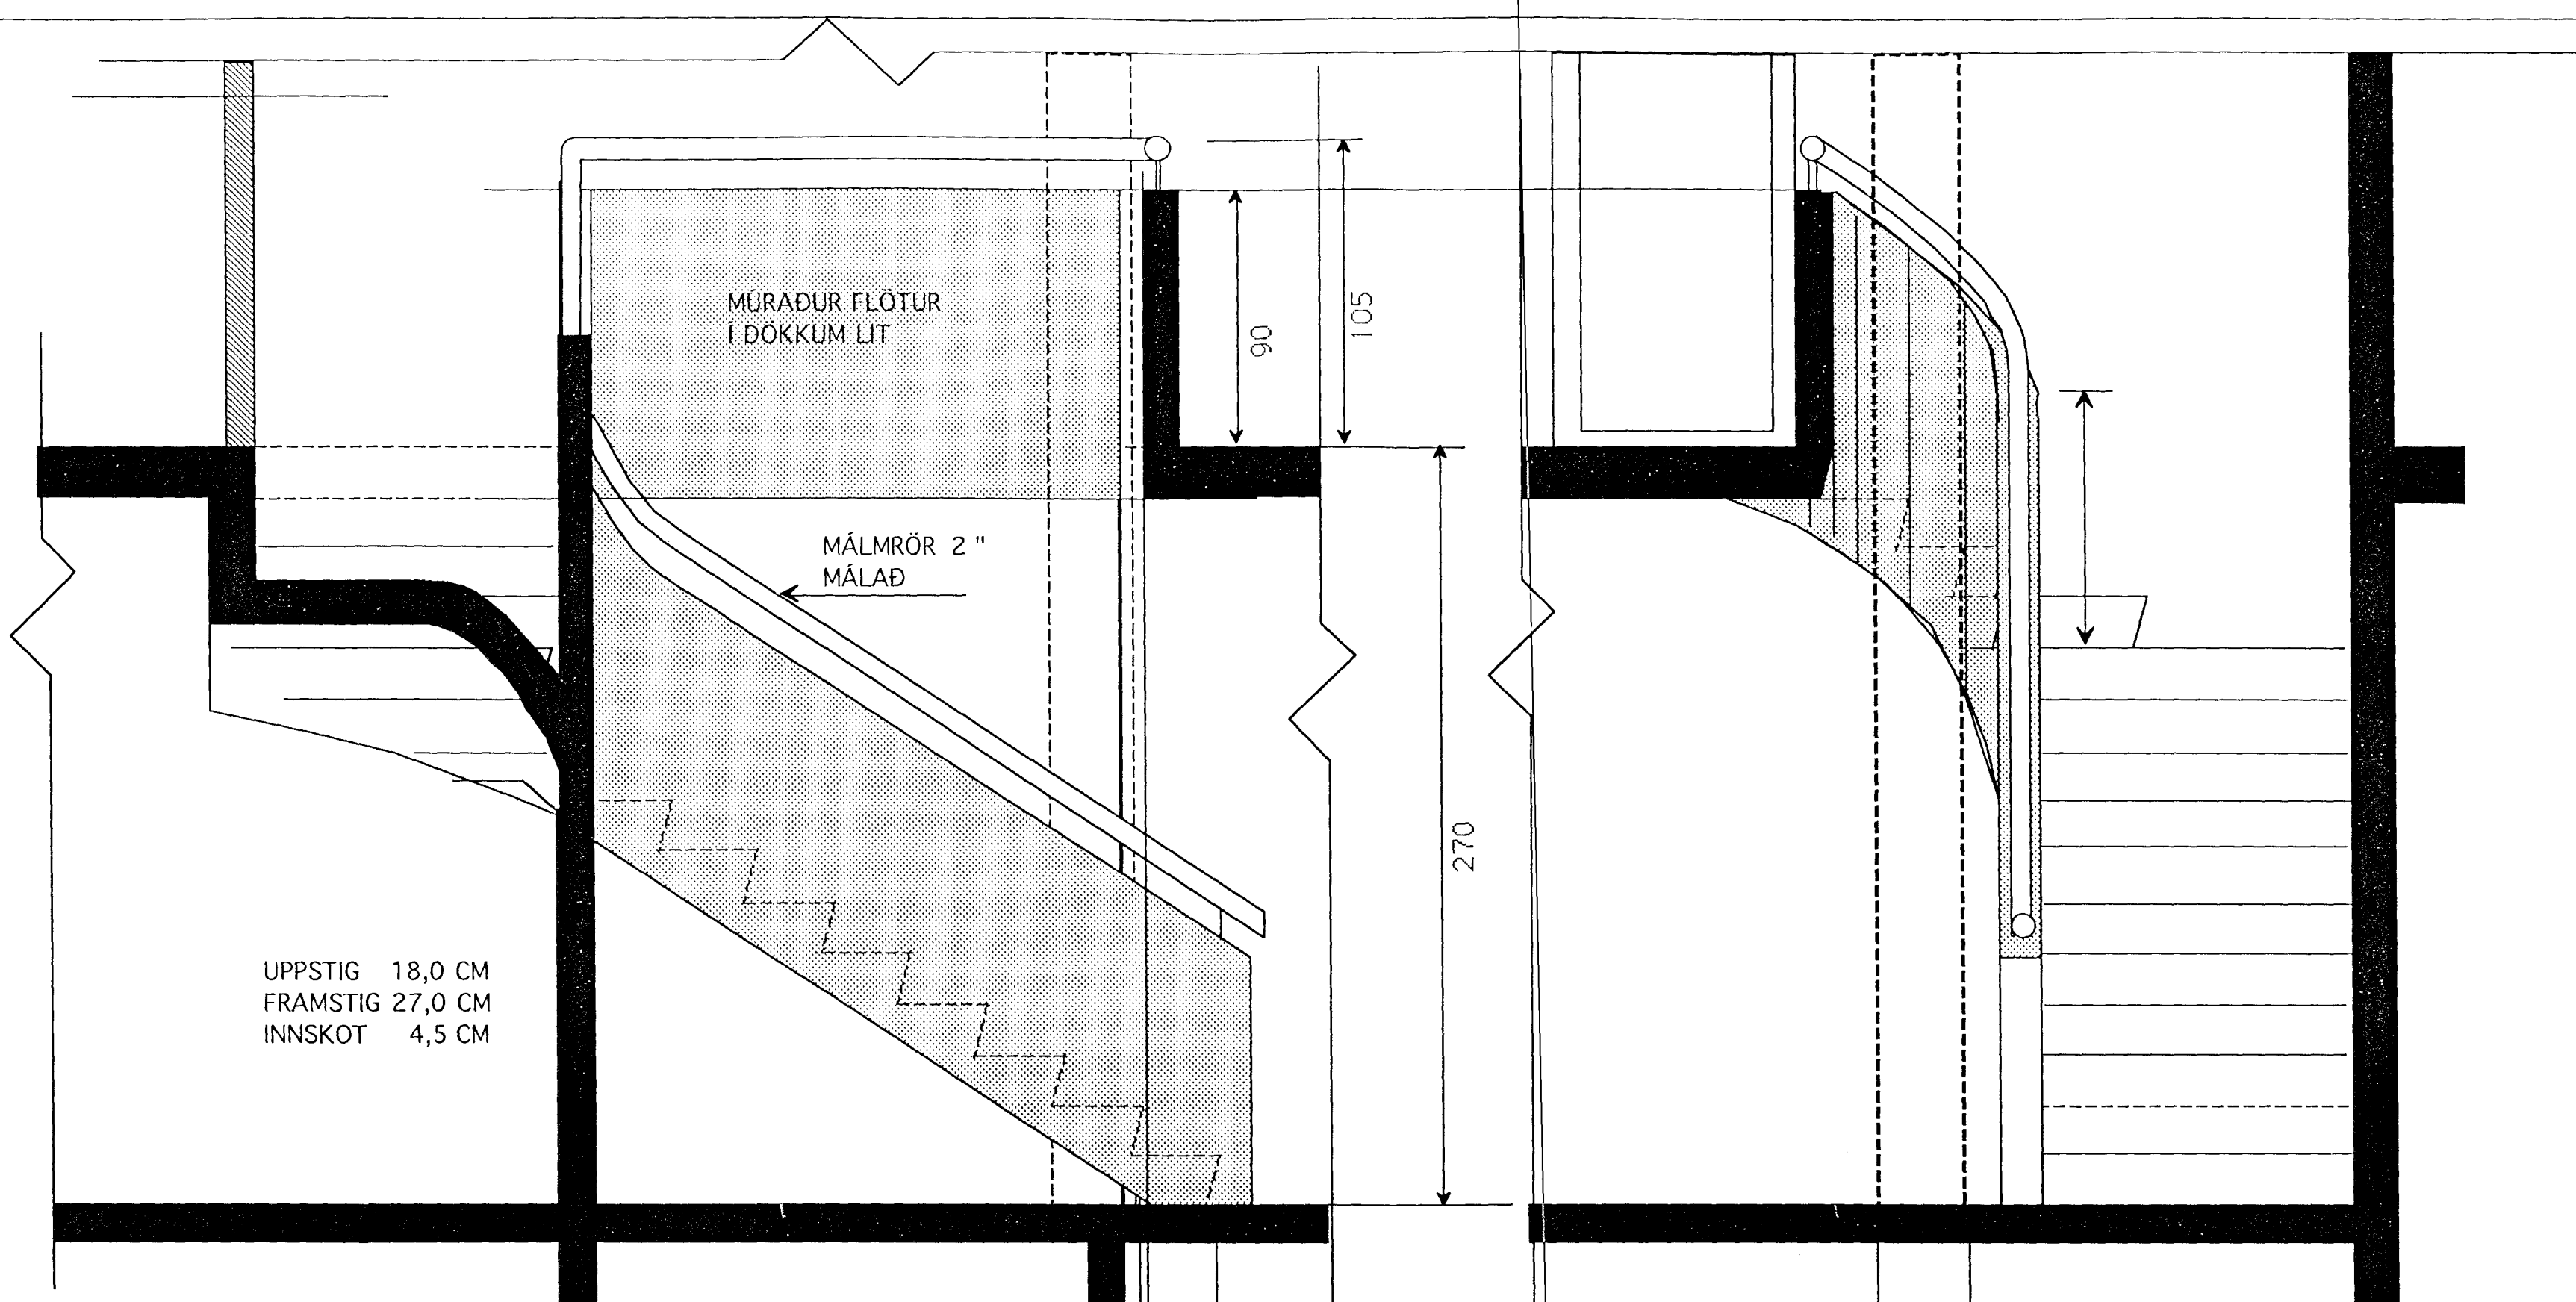 MÚRAÐUR FLÖTUR
Í DÖKKUM LIT
90
105
MÁLMRÖR 2 "
MÁLAÐ
270
UPPSTIG 18,0 CM
FRAMSTIG 27,0 CM
INNSKOT 4,5 CM